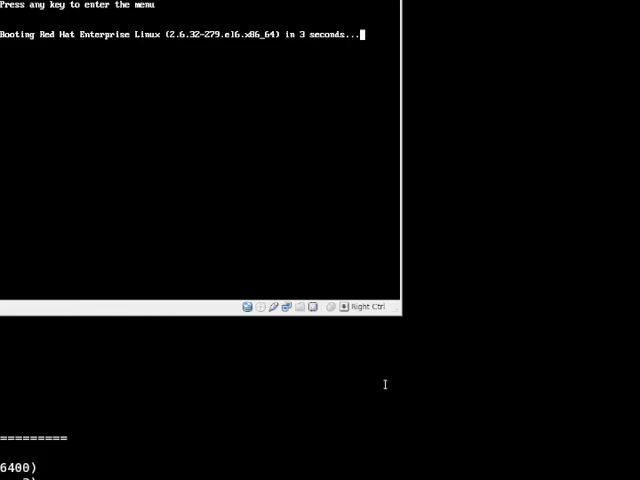 Press any key to enter the menu
Booting Red Hat Enterprise Linux (2.6.32-279.el6.x86_64) in 3 seconds...
Right Ctrl
=========
6400)